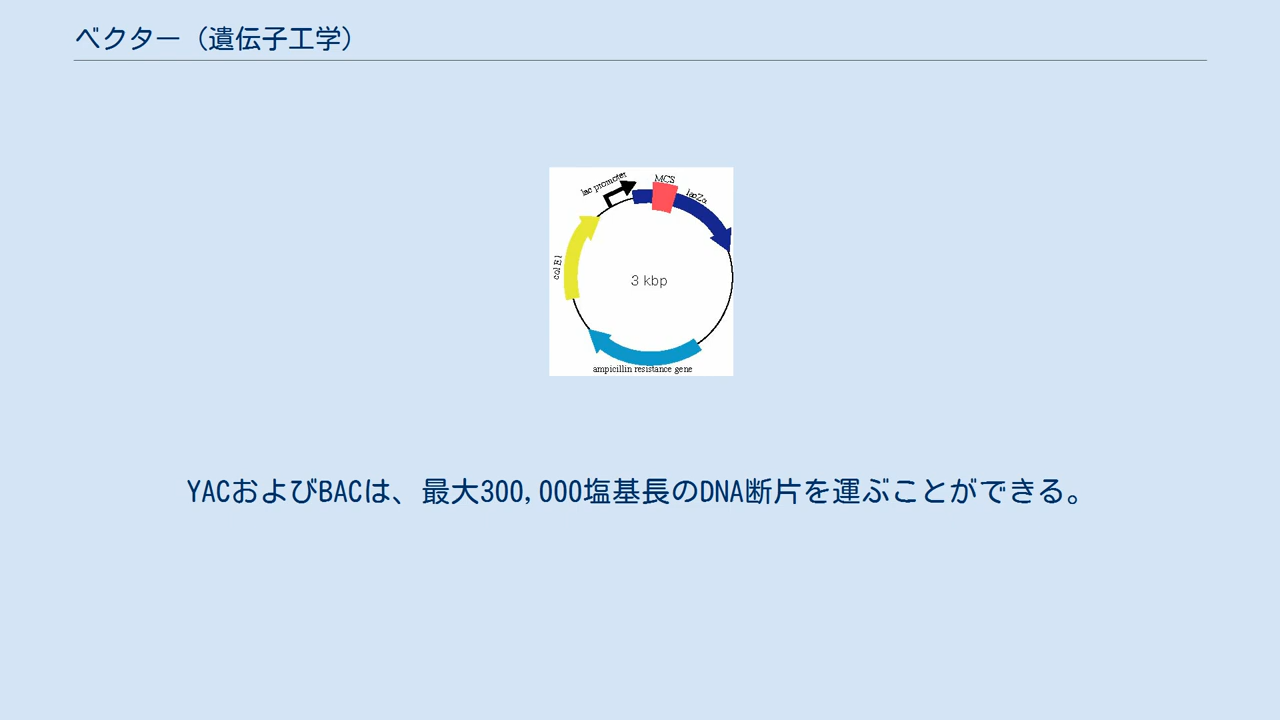 ベクター（遺伝子工学）
lac promoter
MCS
lacZα
col E1
3 kbp
ampicillin resistance gene
YACおよびBACは、最大300,000塩基長のDNA断片を運ぶことができる。